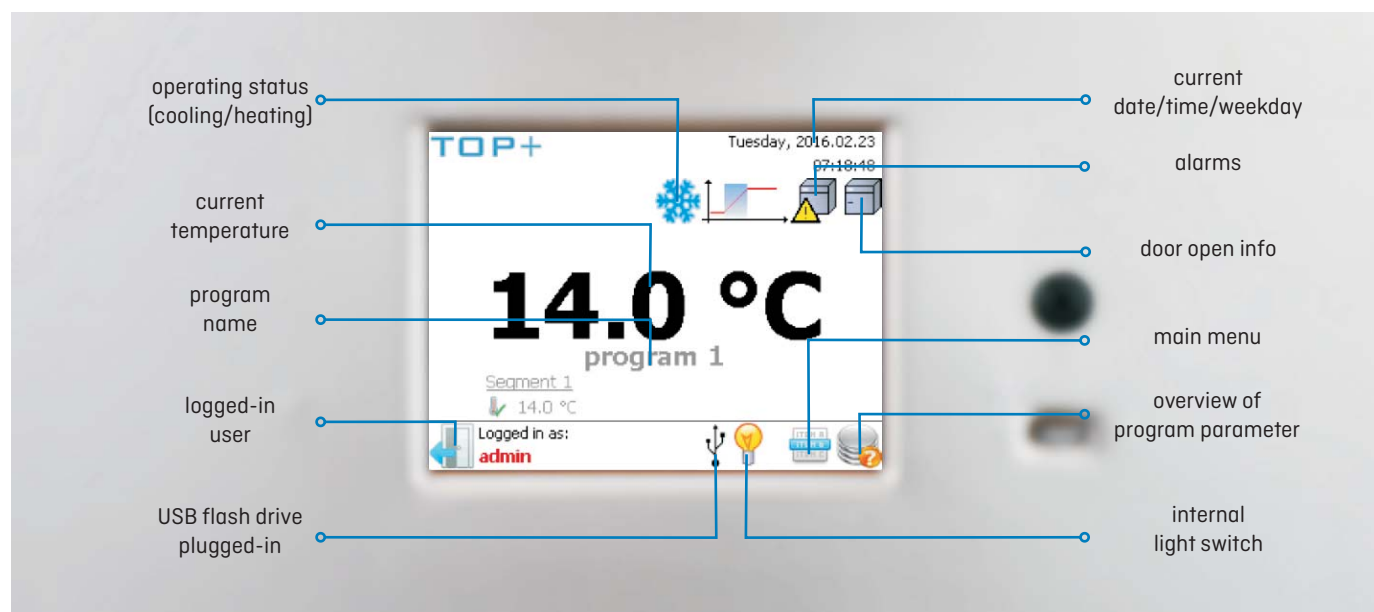 operating status
(cooling/heating)
current
temperature
program
name
logged-in
user
USB flash drive
plugged-in
TOP+
Tuesday, 2016.02.23
07:18:48
14.0 °C
program 1
Segment 1
14.0 °C
Logged in as:
admin
current
date/time/weekday
alarms
door open info
main menu
overview of
program parameter
internal
light switch